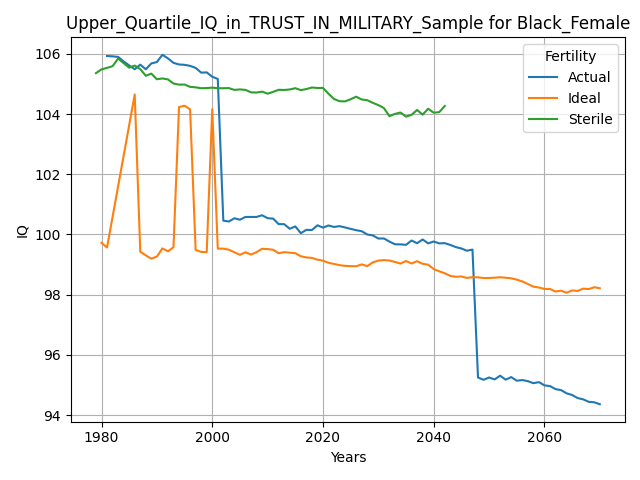 Upper_Quartile_IQ_in_TRUST_IN_MILITARY_Sample for Black_Female
Fertility
Actual
Ideal
Sterile
106
104
102
100
98
96
94
IQ
1980
2000
2020
2040
2060
Years